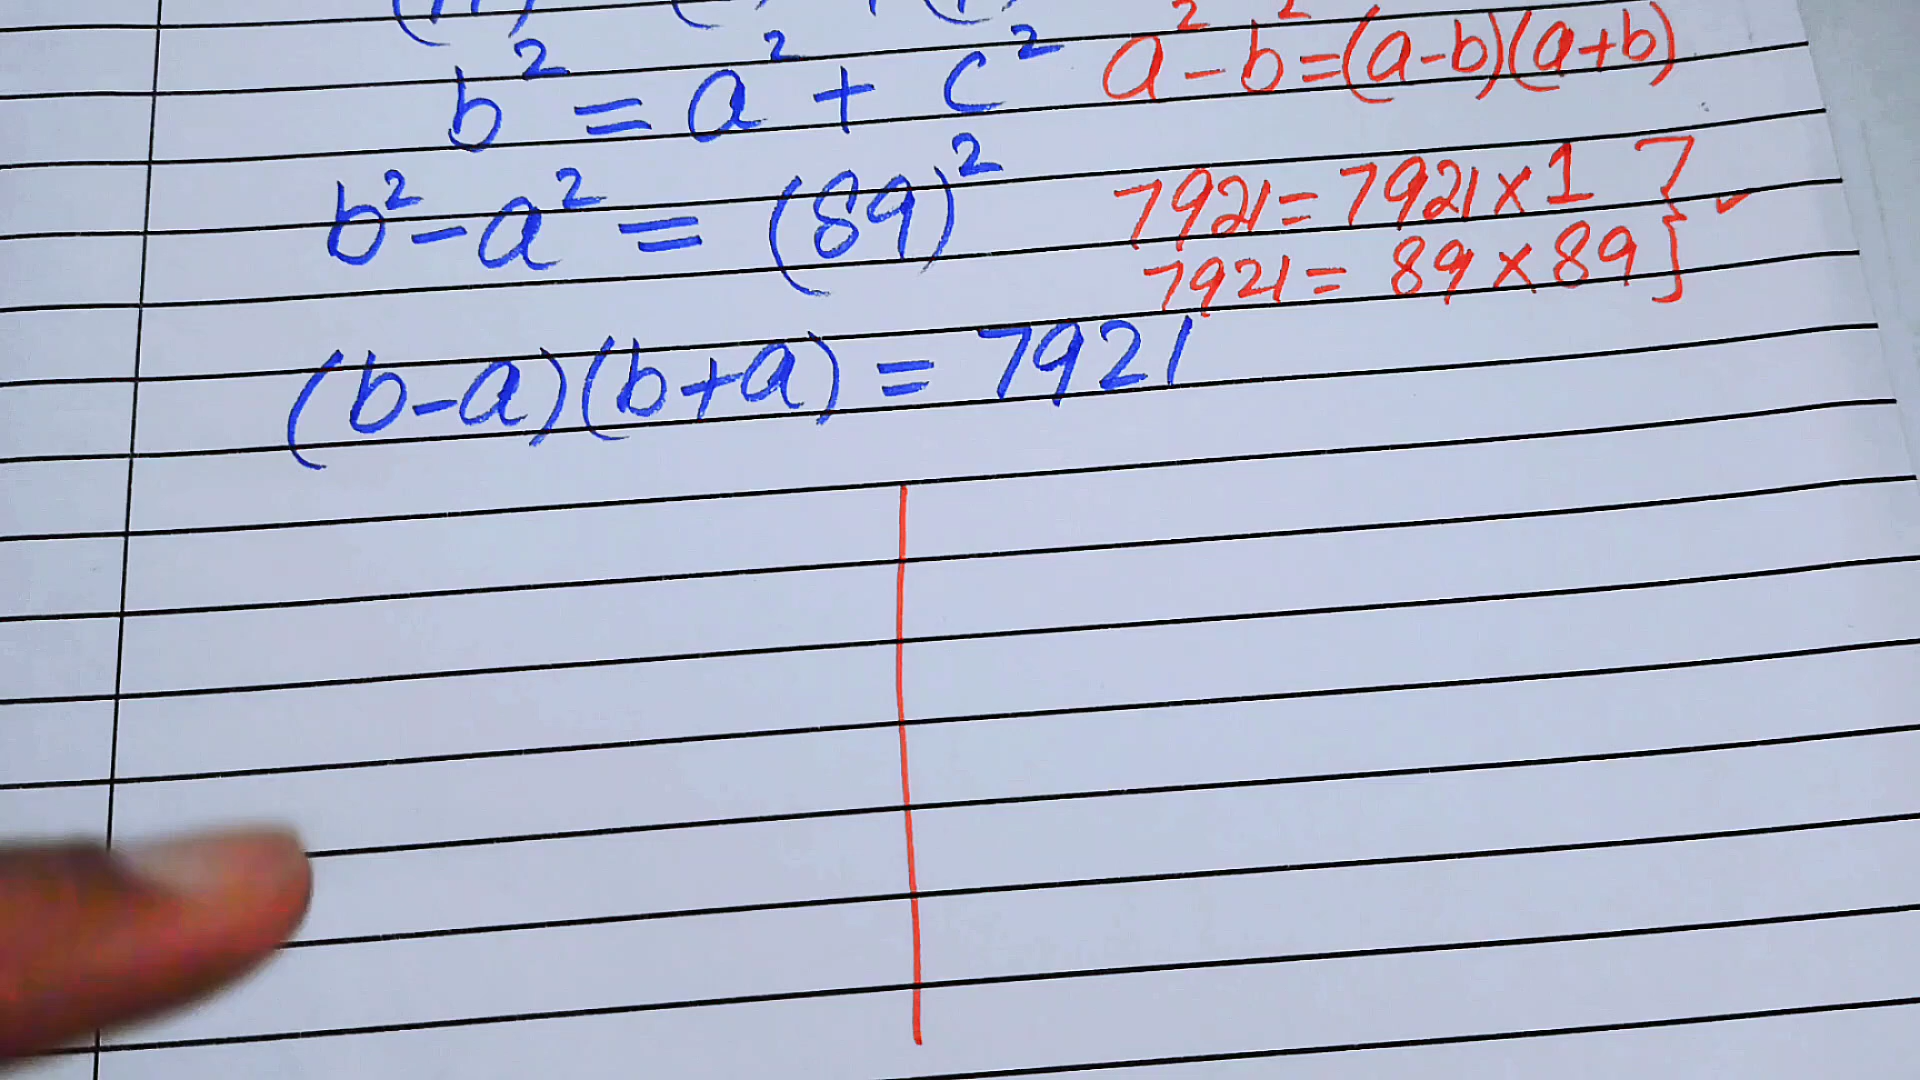 b² = a² + c²
a² - b² = (a-b)(a+b)
b² - a² = (89)²
7921 = 7921 × 1
7921 = 89 × 89
(b-a)(b+a) = 7921